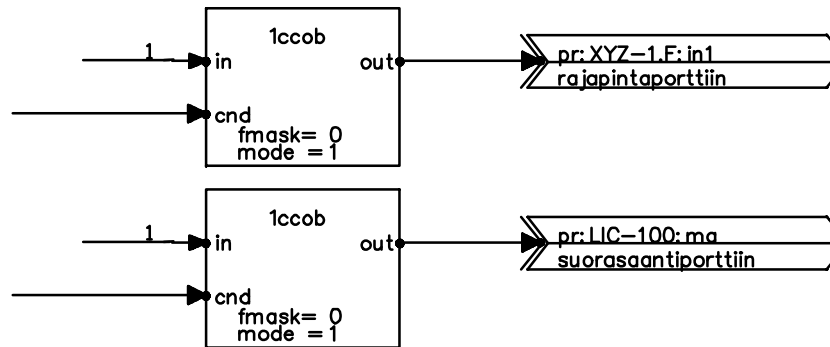 1ccob
1
in
out
pr: XYZ-1.F: in1
rajapintaporttiin
cnd
fmask= 0
mode =1
1ccob
1
in
out
pr: LIC-100: ma
suorasaantiporttiin
cnd
fmask= 0
mode =1